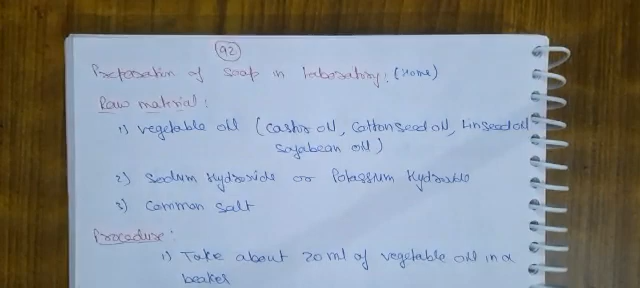 92
Preparation of soap in laboratory: (Home)
Raw material:
1) vegetable oil (castor oil, Cottonseed oil, Linseed oil
soyabean oil)
2) Sodium Hydroxide or Potassium Hydroxide
3) Common salt
Procedure:
1) Take about 20 ml of vegetable oil in a
beaker